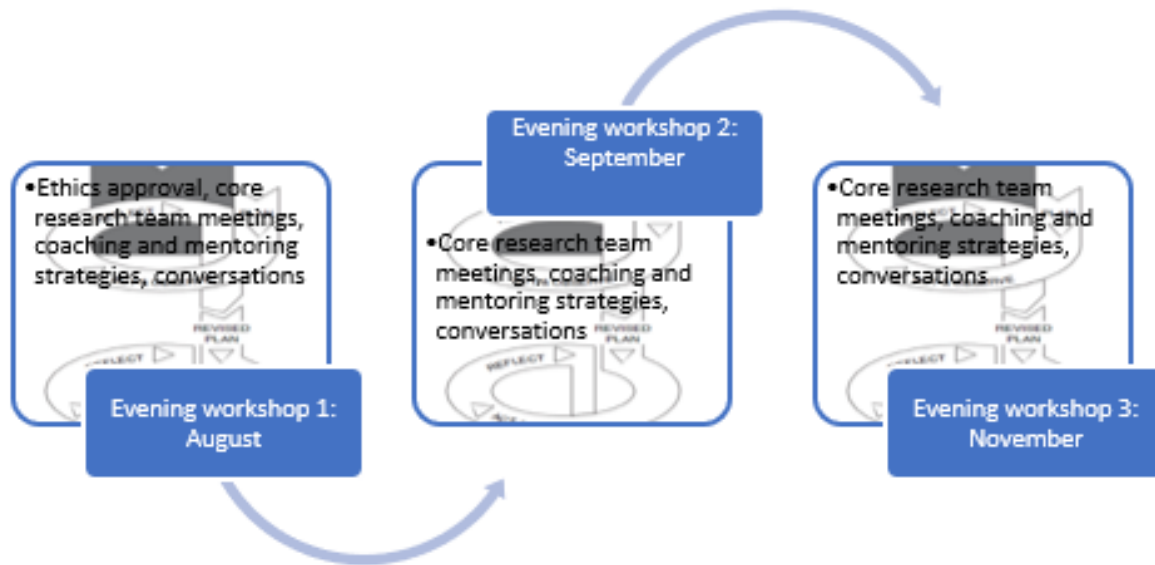 •Ethics approval, core
research team meetings,
coaching and mentoring
strategies, conversations
REVISED
PLAN
REFLECT
Evening workshop 1:
August
Evening workshop 2:
September
•Core research team
meetings, coaching and
mentoring strategies,
conversations
REVISED
PLAN
REFLECT
•Core research team
meetings, coaching and
mentoring strategies,
conversations
REVISED
PLAN
REFLECT
Evening workshop 3:
November